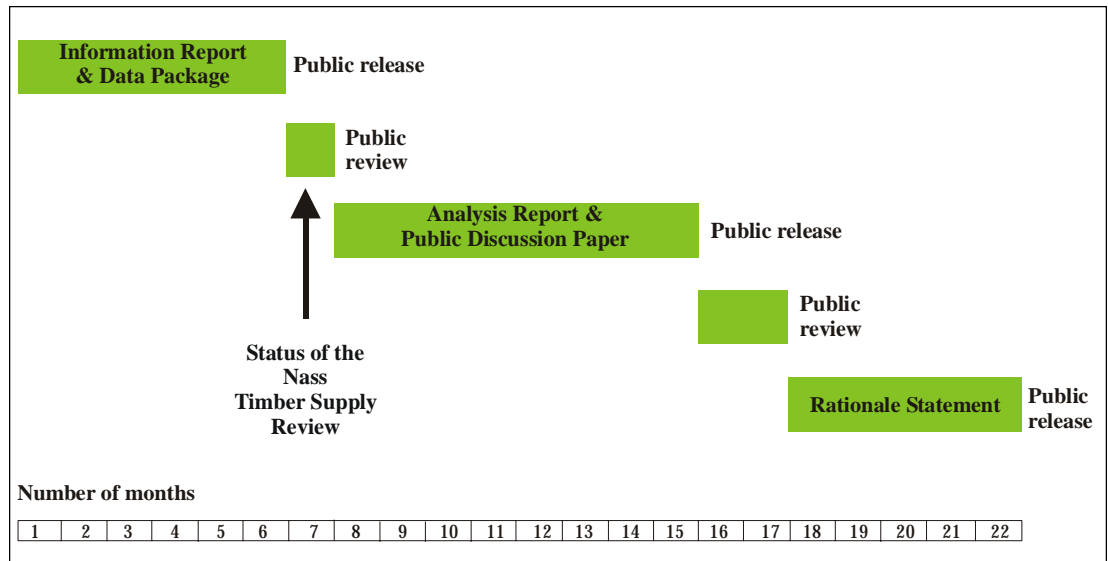 Information Report
& Data Package
Public release
Public
review
Analysis Report &
Public Discussion Paper
Public release
Public
review
Status of the
Nass
Timber Supply
Review
Rationale Statement
Public
release
Number of months
1 2 3 4 5 6 7 8 9 10 11 12 13 14 15 16 17 18 19 20 21 22